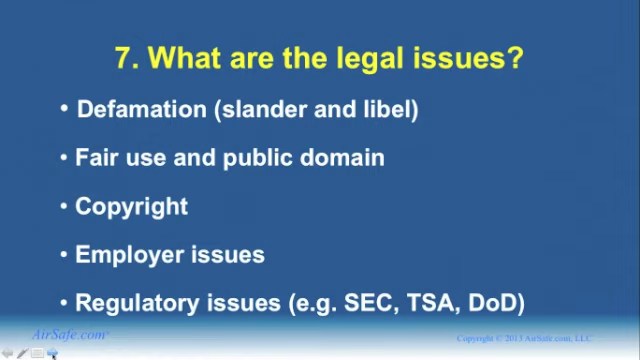 7. What are the legal issues?
• Defamation (slander and libel)
• Fair use and public domain
• Copyright
• Employer issues
• Regulatory issues (e.g. SEC, TSA, DoD)
AirSafe.com
Copyright © 2013 AirSafe.com, LLC